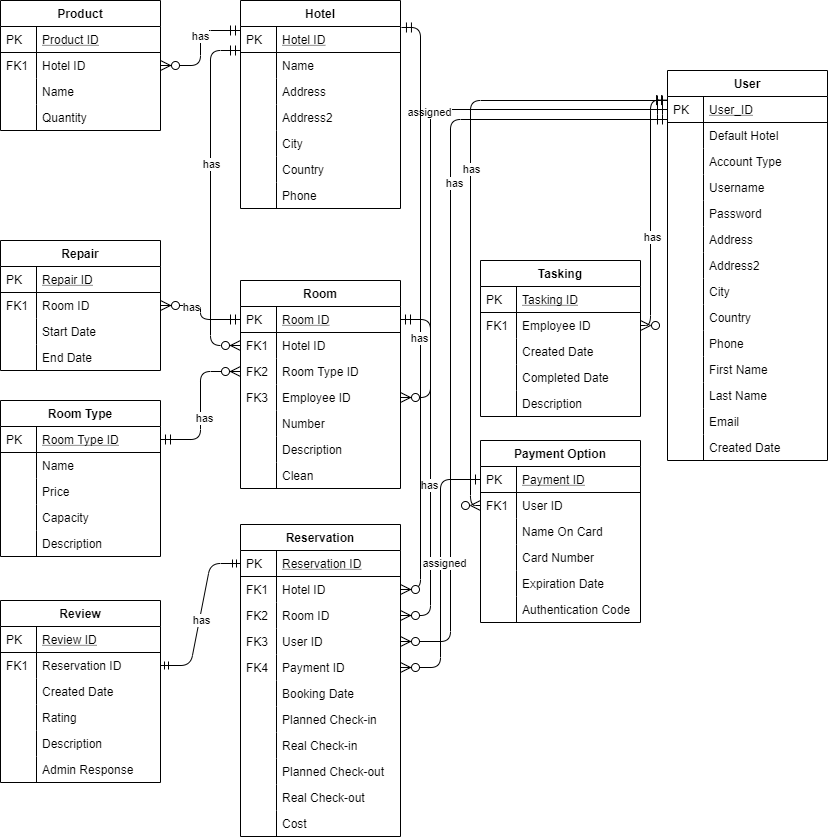 Product
PK Product ID
FK1 Hotel ID
Name
Quantity
has
Hotel
PK Hotel ID
Name
Address
Address2
City
Country
Phone
has
assigned
has
has
User
PK User_ID
Default Hotel
Account Type
Username
Password
Address
Address2
City
Country
Phone
First Name
Last Name
Email
Created Date
has
Repair
PK Repair ID
FK1 Room ID
Start Date
End Date
has
Room
PK Room ID
FK1 Hotel ID
FK2 Room Type ID
FK3 Employee ID
Number
Description
Clean
has
Tasking
PK Tasking ID
FK1 Employee ID
Created Date
Completed Date
Description
Room Type
PK Room Type ID
Name
Price
Capacity
Description
has
has
Payment Option
PK Payment ID
FK1 User ID
Name On Card
Card Number
Expiration Date
Authentication Code
assigned
Reservation
PK Reservation ID
FK1 Hotel ID
FK2 Room ID
FK3 User ID
FK4 Payment ID
Booking Date
Planned Check-in
Real Check-in
Planned Check-out
Real Check-out
Cost
has
Review
PK Review ID
FK1 Reservation ID
Created Date
Rating
Description
Admin Response